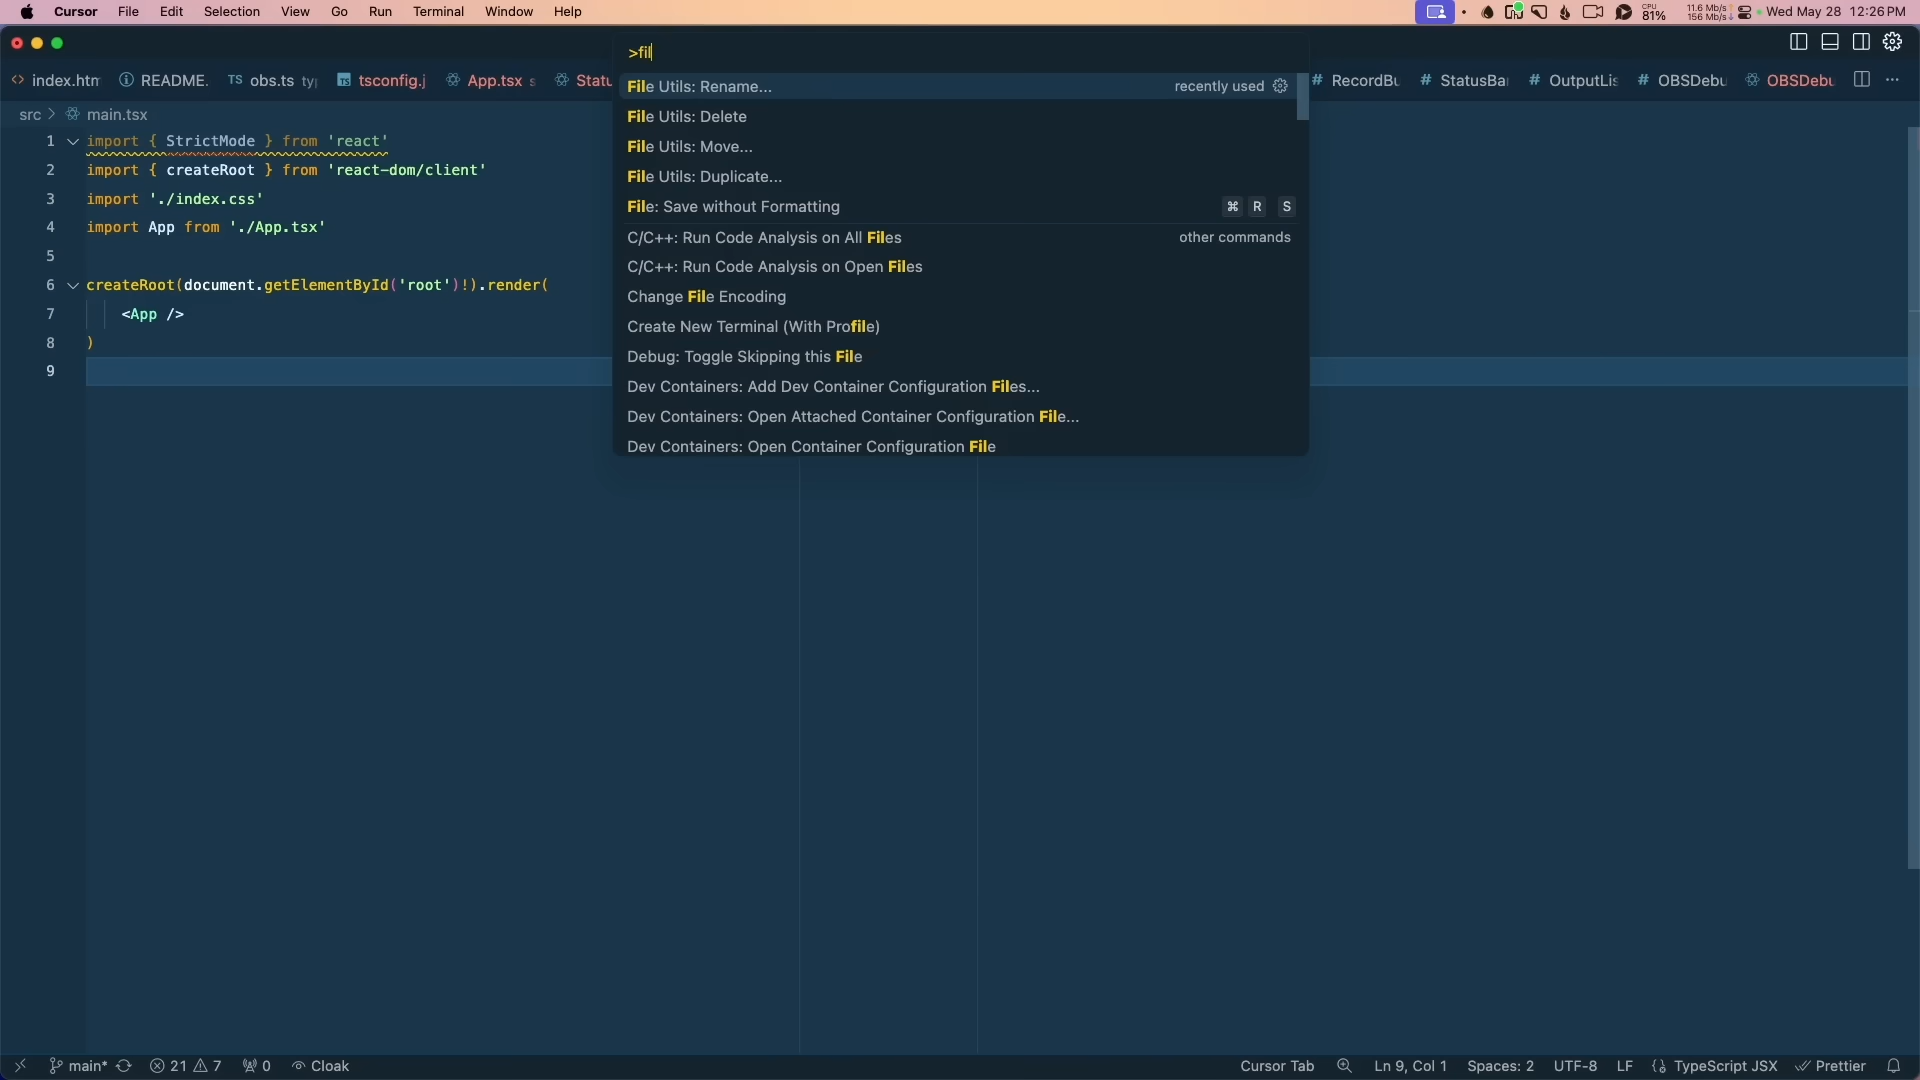 Cursor File Edit Selection View Go Run Terminal Window Help
CPU 81% 11.6 Mb/s↑ 156 Mb/s↓ Wed May 28 12:26 PM
>fil
index.htm README. TS obs.ts ty tsconfig.j App.tsx s Statu # RecordBu # StatusBa # OutputLis # OBSDebu OBSDebu ...
File Utils: Rename... recently used
File Utils: Delete
File Utils: Move...
File Utils: Duplicate...
File: Save without Formatting ⌘ R S
C/C++: Run Code Analysis on All Files other commands
C/C++: Run Code Analysis on Open Files
Change File Encoding
Create New Terminal (With Profile)
Debug: Toggle Skipping this File
Dev Containers: Add Dev Container Configuration Files...
Dev Containers: Open Attached Container Configuration File...
Dev Containers: Open Container Configuration File
src > main.tsx
1 import { StrictMode } from 'react'
2 import { createRoot } from 'react-dom/client'
3 import './index.css'
4 import App from './App.tsx'
5
6 createRoot(document.getElementById('root')!).render(
7 <App />
8 )
9
main* 21 7 0 Cloak Cursor Tab Ln 9, Col 1 Spaces: 2 UTF-8 LF {} TypeScript JSX Prettier